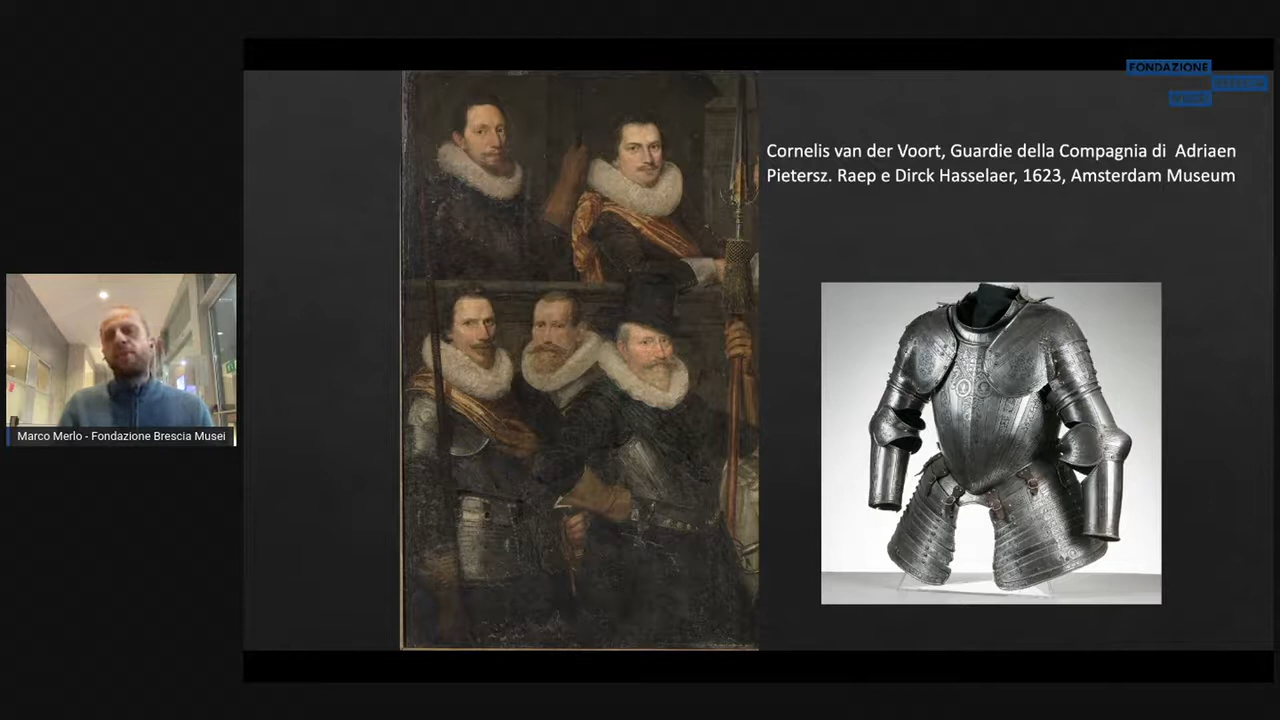 FONDAZIONE
Cornelis van der Voort, Guardie della Compagnia di Adriaen
Pietersz. Raep e Dirck Hasselaer, 1623, Amsterdam Museum
Marco Merlo - Fondazione Brescia Musei